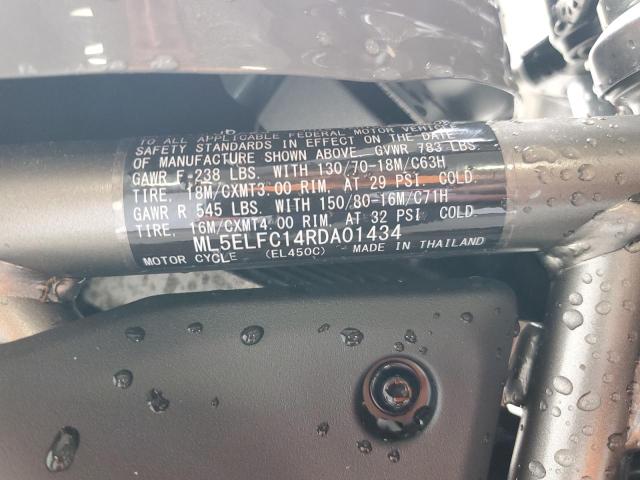 TO ALL APPLICABLE FEDERAL MOTOR VEHICLE
SAFETY STANDARDS IN EFFECT ON THE DATE
OF MANUFACTURE SHOWN ABOVE. GVWR 783 LBS.
GAWR F 238 LBS. WITH 130/70-18M/C63H
TIRE, 18M/CXMT3.00 RIM, AT 29 PSI. COLD.
GAWR R 545 LBS. WITH 150/80-16M/C71H
TIRE, 16M/CXMT4.00 RIM, AT 32 PSI. COLD.
ML5ELFC14RDA01434
MOTOR CYCLE (EL450C) MADE IN THAILAND